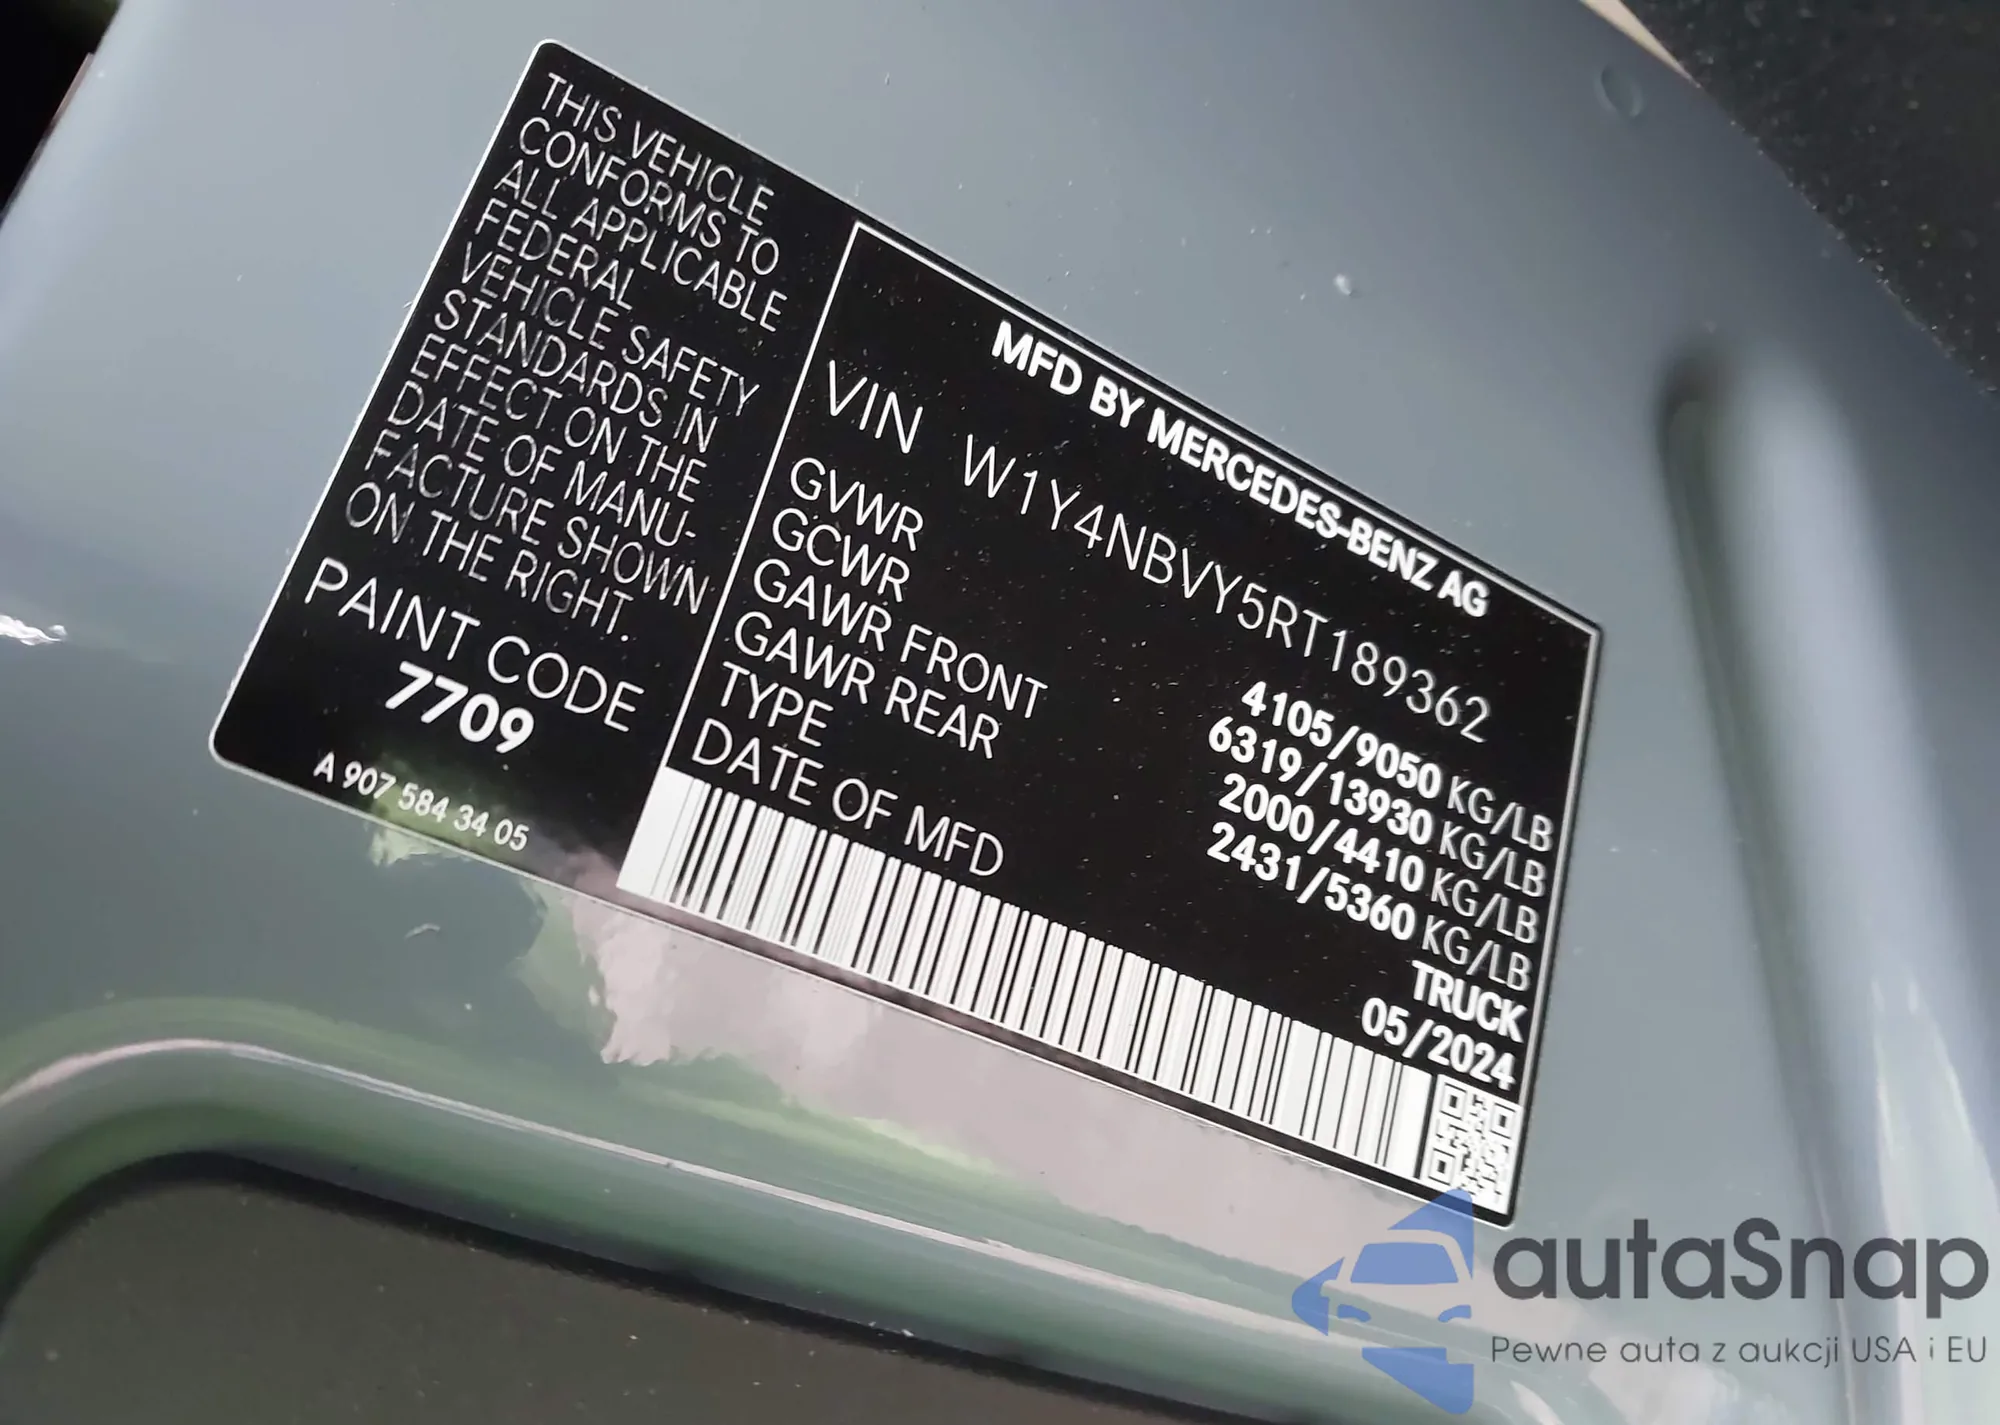 THIS VEHICLE
CONFORMS TO
ALL APPLICABLE
FEDERAL
VEHICLE SAFETY
STANDARDS IN
EFFECT ON THE
DATE OF MANU-
FACTURE SHOWN
ON THE RIGHT.
PAINT CODE
7709
A 907 584 34 05
MFD BY MERCEDES-BENZ AG
VIN W1Y4NBVY5RT189362
GVWR 4105/9050 KG/LB
GCWR 6319/13930 KG/LB
GAWR FRONT 2000/4410 KG/LB
GAWR REAR 2431/5360 KG/LB
TYPE TRUCK
DATE OF MFD 05/2024
autaSnap
Pewne auta z aukcji USA i EU